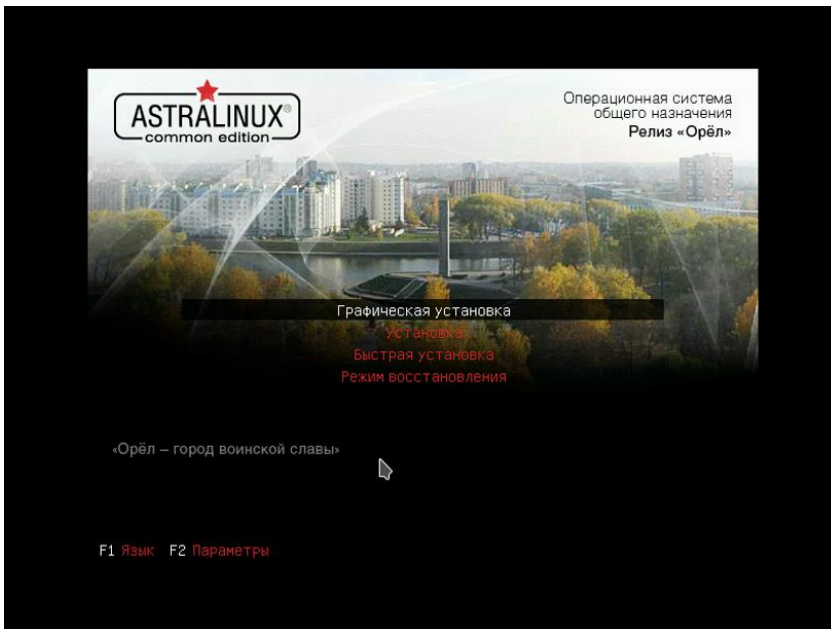 ASTRALINUX®
common edition
Операционная система
общего назначения
Релиз «Орёл»
Графическая установка
Установка
Быстрая установка
Режим восстановления
«Орёл – город воинской славы»
F1 Язык F2 Параметры